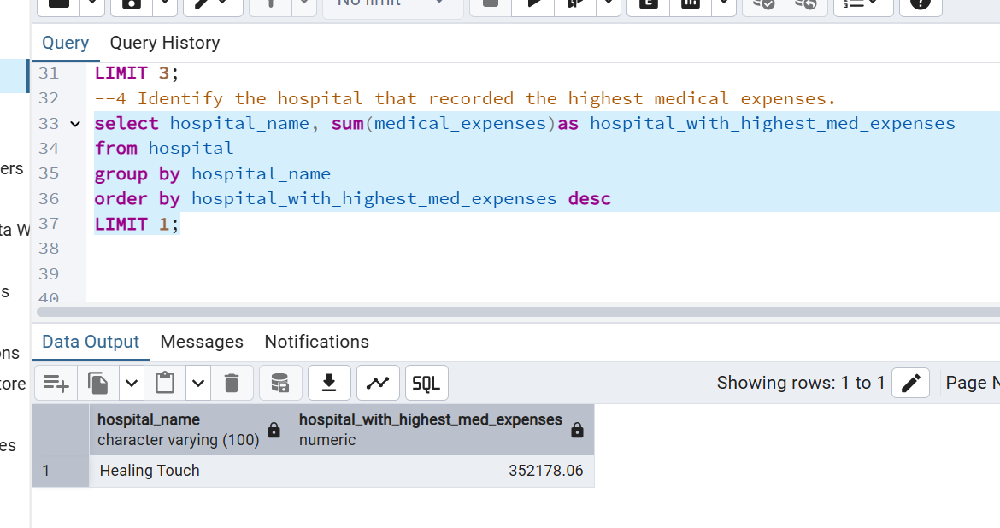 No limit
Query Query History
31 LIMIT 3;
32 --4 Identify the hospital that recorded the highest medical expenses.
33 select hospital_name, sum(medical_expenses)as hospital_with_highest_med_expenses
34 from hospital
35 group by hospital_name
36 order by hospital_with_highest_med_expenses desc
37 LIMIT 1;
38
39
40
ers
ta W
s
ons
tore
es
Data Output Messages Notifications
SQL Showing rows: 1 to 1 Page N
hospital_name hospital_with_highest_med_expenses
character varying (100) numeric
1 Healing Touch 352178.06